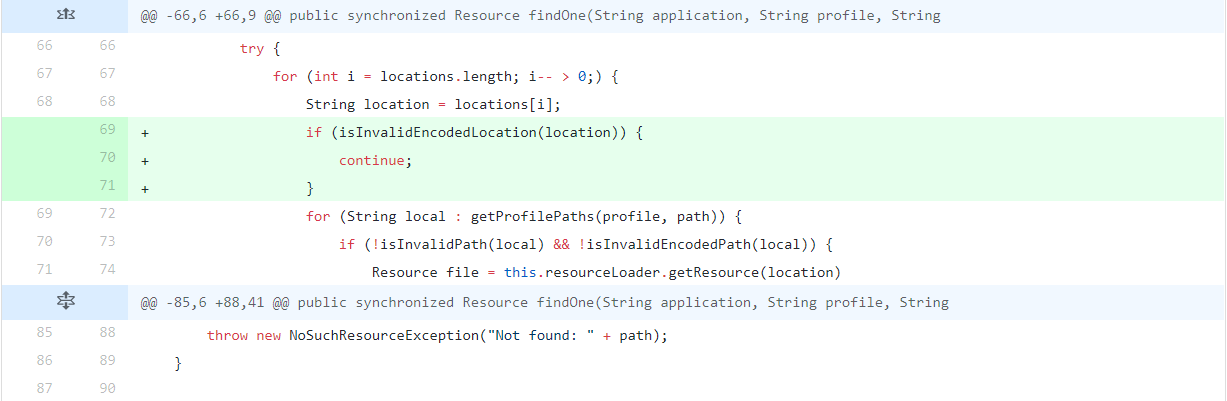 @@ -66,6 +66,9 @@ public synchronized Resource findOne(String application, String profile, String
66 66 try {
67 67 for (int i = locations.length; i-- > 0;) {
68 68 String location = locations[i];
69 + if (isInvalidEncodedLocation(location)) {
70 + continue;
71 + }
69 72 for (String local : getProfilePaths(profile, path)) {
70 73 if (!isInvalidPath(local) && !isInvalidEncodedPath(local)) {
71 74 Resource file = this.resourceLoader.getResource(location)
@@ -85,6 +88,41 @@ public synchronized Resource findOne(String application, String profile, String
85 88 throw new NoSuchResourceException("Not found: " + path);
86 89 }
87 90